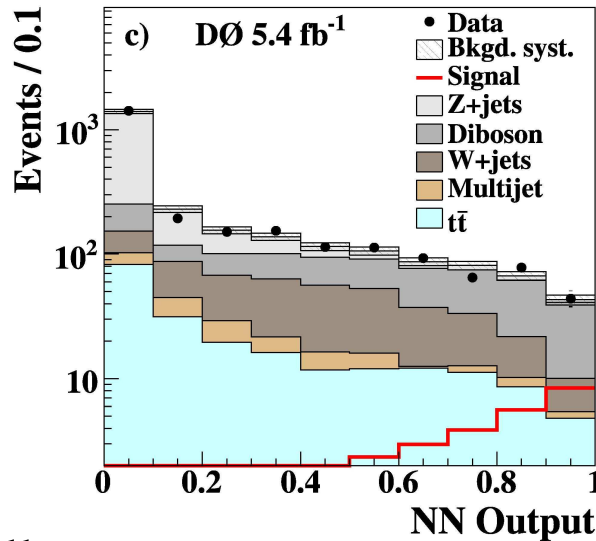 c) DØ 5.4 fb⁻¹
Data
Bkgd. syst.
Signal
Z+jets
Diboson
W+jets
Multijet
tt̄
Events / 0.1
10³
10²
10
0
0.2
0.4
0.6
0.8
1
NN Output